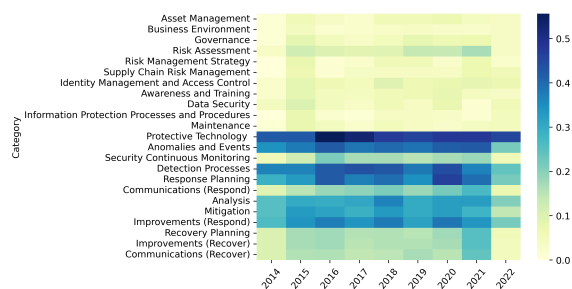 Category
Asset Management
Business Environment
Governance
Risk Assessment
Risk Management Strategy
Supply Chain Risk Management
Identity Management and Access Control
Awareness and Training
Data Security
Information Protection Processes and Procedures
Maintenance
Protective Technology
Anomalies and Events
Security Continuous Monitoring
Detection Processes
Response Planning
Communications (Respond)
Analysis
Mitigation
Improvements (Respond)
Recovery Planning
Improvements (Recover)
Communications (Recover)
2014
2015
2016
2017
2018
2019
2020
2021
2022
0.5
0.4
0.3
0.2
0.1
0.0